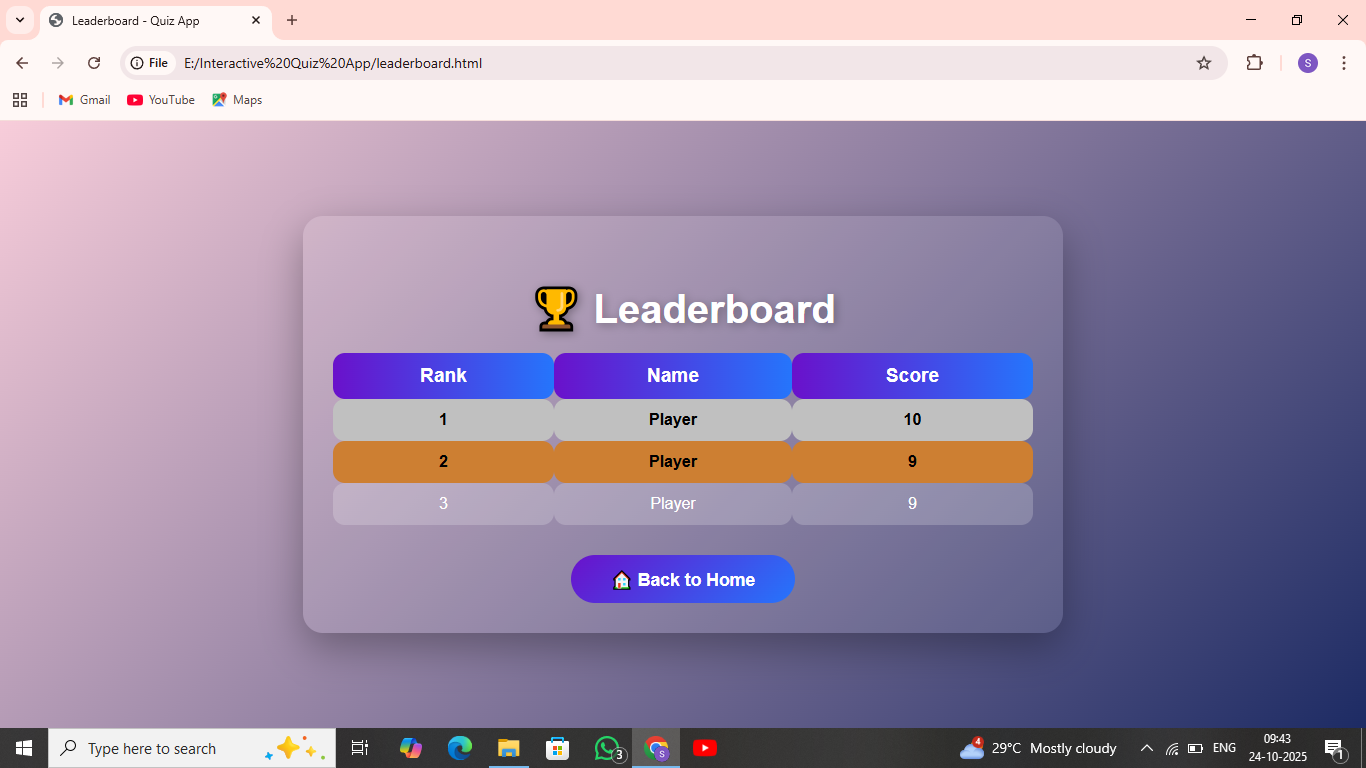 Leaderboard - Quiz App
File E:/Interactive%20Quiz%20App/leaderboard.html S
Gmail YouTube Maps
🏆 Leaderboard
Rank Name Score
1 Player 10
2 Player 9
3 Player 9
🏠 Back to Home
Type here to search 3 S 4 29°C Mostly cloudy ENG 09:43
24-10-2025 1